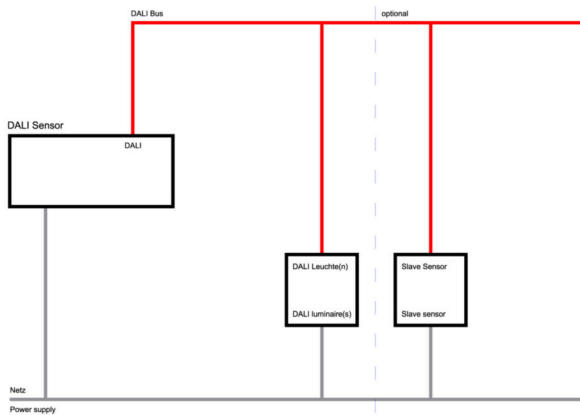 DALI Bus
optional
DALI Sensor
DALI
DALI Leuchte(n)
DALI luminaire(s)
Slave Sensor
Slave sensor
Netz
Power supply